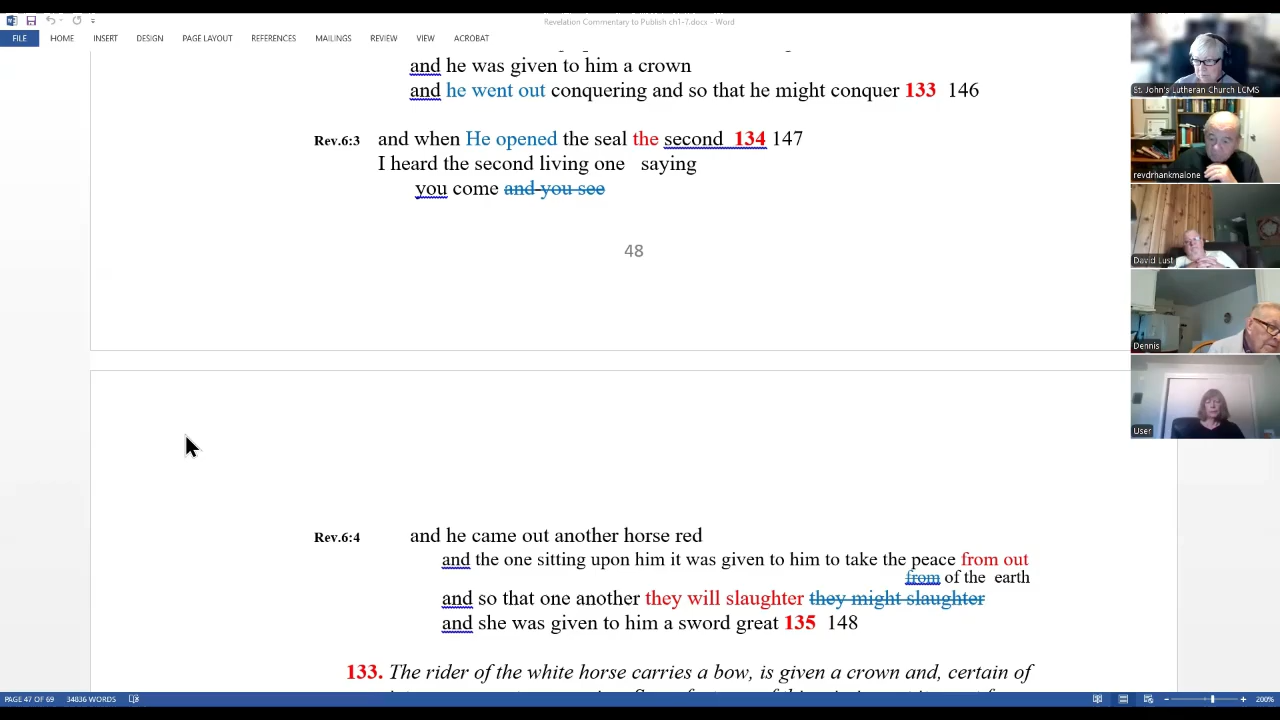 Revelation Commentary to Publish ch1-7.docx - Word
FILE HOME INSERT DESIGN PAGE LAYOUT REFERENCES MAILINGS REVIEW VIEW ACROBAT
and he was given to him a crown
and he went out conquering and so that he might conquer 133 146
Rev.6:3 and when He opened the seal the second 134 147
I heard the second living one saying
you come and you see
48
Rev.6:4 and he came out another horse red
and the one sitting upon him it was given to him to take the peace from out
from of the earth
and so that one another they will slaughter they might slaughter
and she was given to him a sword great 135 148
133. The rider of the white horse carries a bow, is given a crown and, certain of
PAGE 47 OF 69 34836 WORDS
200%
St. John's Lutheran Church LCMS
revdrhankmalone
David Lust
Dennis
User